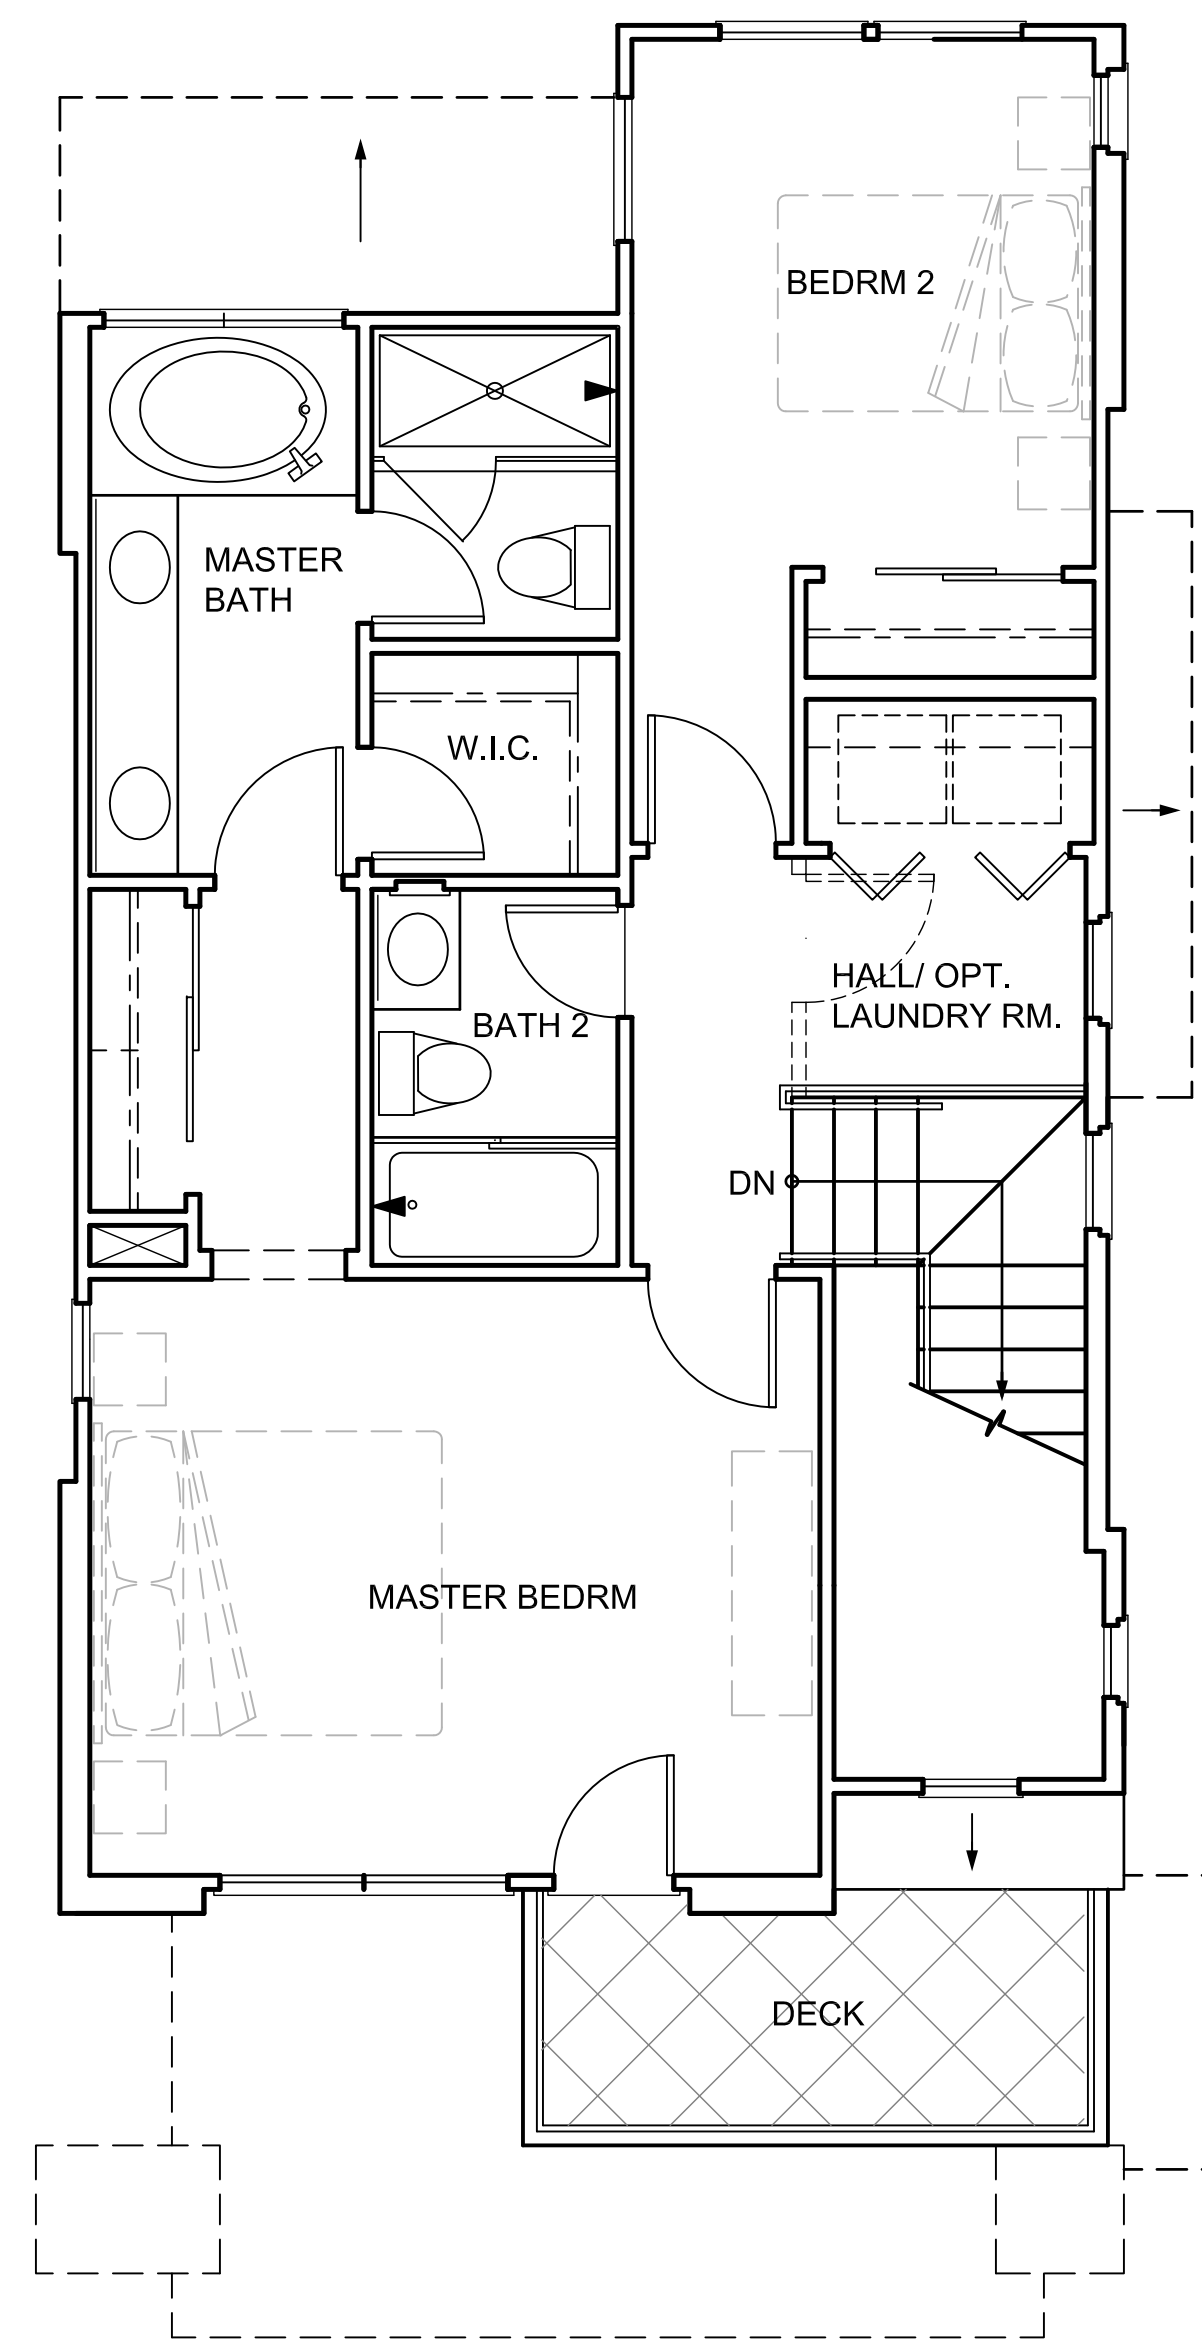 BEDRM 2
MASTER
BATH
W.I.C.
HALL/ OPT.
LAUNDRY RM.
BATH 2
DN
MASTER BEDRM
DECK